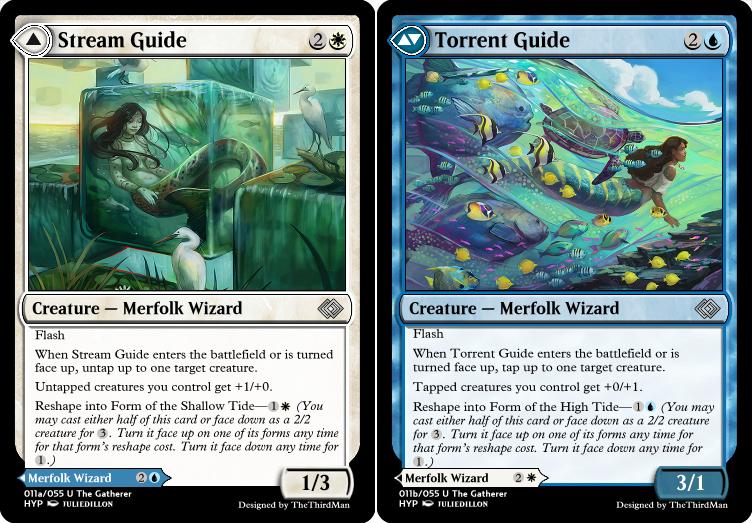 Stream Guide 2
Creature — Merfolk Wizard
Flash
When Stream Guide enters the battlefield or is turned
face up, untap up to one target creature.
Untapped creatures you control get +1/+0.
Reshape into Form of the Shallow Tide—1 (You
may cast either half of this card or face down as a 2/2
creature for 3. Turn it face up on one of its forms any
time for that form's reshape cost. Turn it face down any time for
1.)
Merfolk Wizard 2
1/3
011a/055 U The Gatherer
HYP JULIEDILLON
Designed by TheThirdMan
Torrent Guide 2
Creature — Merfolk Wizard
Flash
When Torrent Guide enters the battlefield or is
turned face up, tap up to one target creature.
Tapped creatures you control get +0/+1.
Reshape into Form of the High Tide—1 (You may
cast either half of this card or face down as a 2/2
creature for 3. Turn it face up on one of its forms any time
for that form's reshape cost. Turn it face down any time for
1.)
Merfolk Wizard 2
3/1
011b/055 U The Gatherer
HYP JULIEDILLON
Designed by TheThirdMan